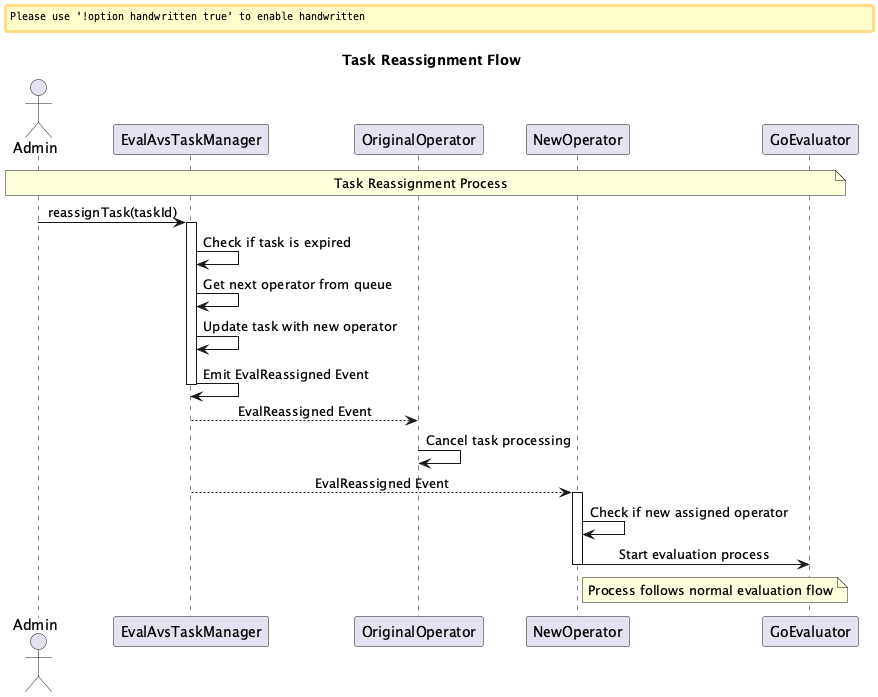 Please use '!option handwritten true' to enable handwritten
Task Reassignment Flow
Admin
EvalAvsTaskManager
OriginalOperator
NewOperator
GoEvaluator
Task Reassignment Process
reassignTask(taskId)
Check if task is expired
Get next operator from queue
Update task with new operator
Emit EvalReassigned Event
EvalReassigned Event
Cancel task processing
EvalReassigned Event
Check if new assigned operator
Start evaluation process
Process follows normal evaluation flow
Admin
EvalAvsTaskManager
OriginalOperator
NewOperator
GoEvaluator